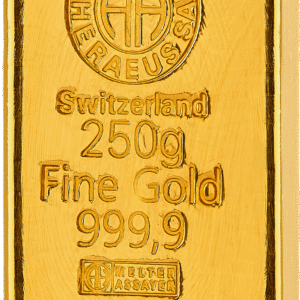 HERAEUS SA
Switzerland
250g
Fine Gold
999,9
MELTER
ASSAYER